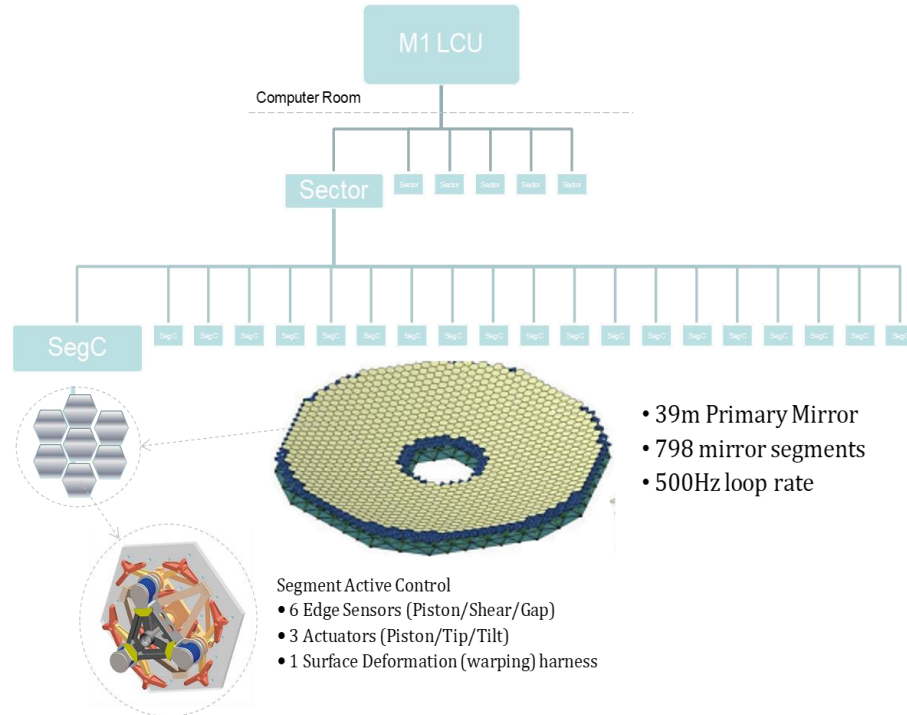 M1 LCU
Computer Room
Sector
Sector Sector Sector Sector Sector
SegC SegC SegC SegC SegC SegC SegC SegC SegC SegC SegC SegC SegC SegC SegC SegC SegC SegC SegC
SegC
• 39m Primary Mirror
• 798 mirror segments
• 500Hz loop rate
Segment Active Control
• 6 Edge Sensors (Piston/Shear/Gap)
• 3 Actuators (Piston/Tip/Tilt)
• 1 Surface Deformation (warping) harness